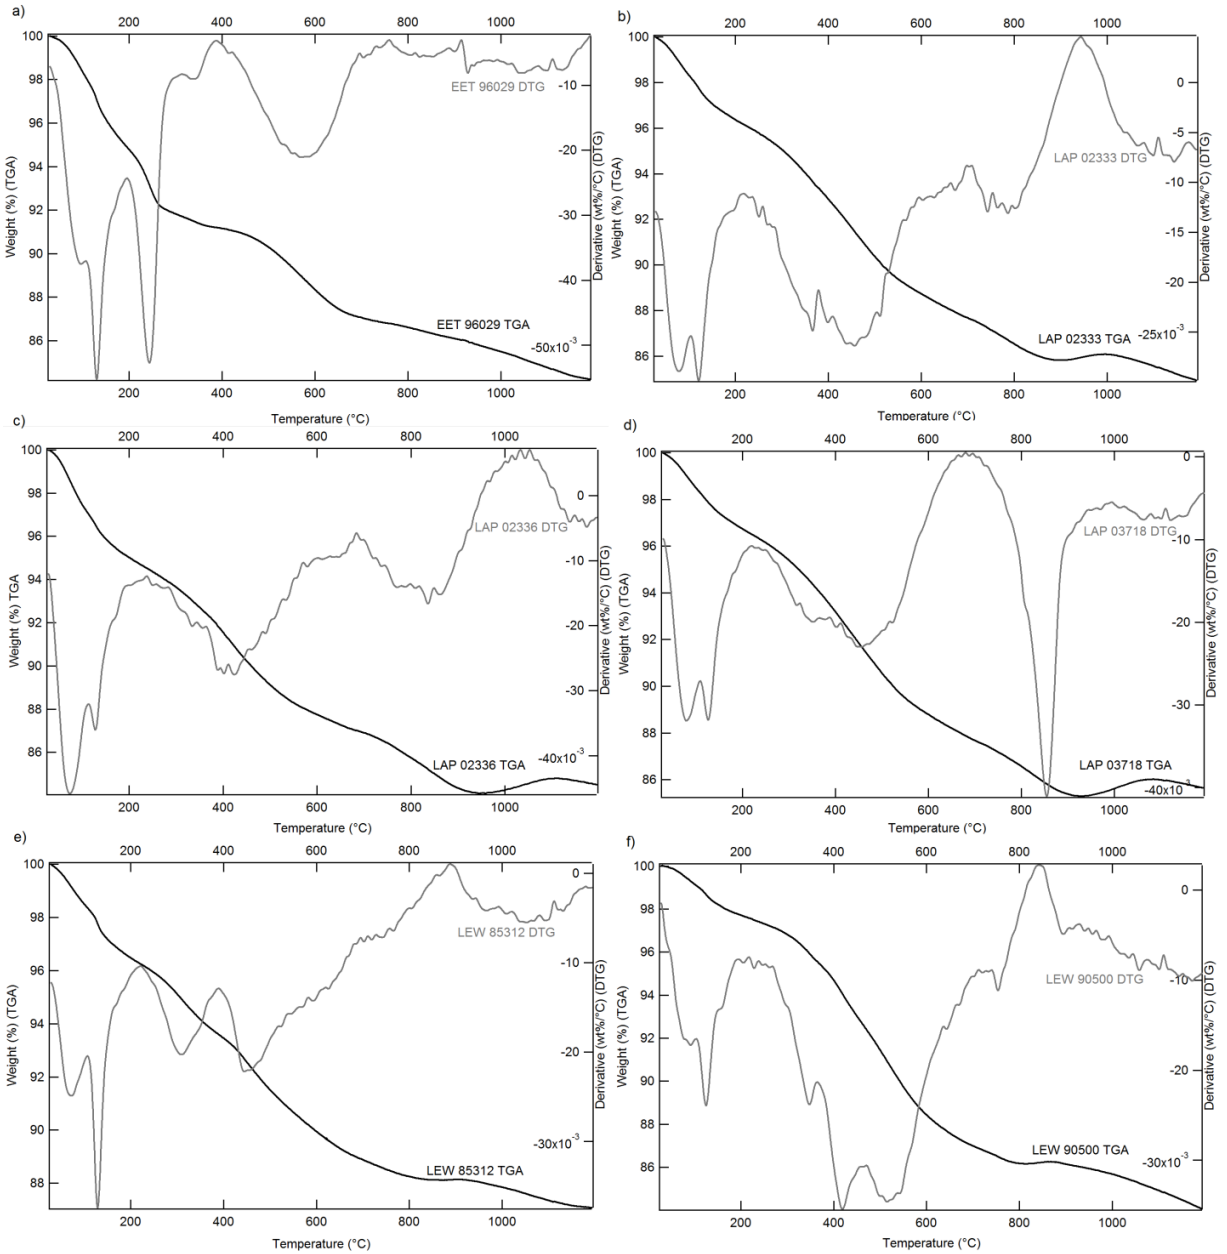 a)
200 400 600 800 1000
100
98
96
94
92
90
88
86
Weight (%) (TGA)
-10
-20
-30
-40
-50x10-3
Derivative (wt%/°C) (DTG)
EET 96029 DTG
EET 96029 TGA
200 400 600 800 1000
Temperature (°C)
b)
200 400 600 800 1000
100
98
96
94
92
90
88
86
Weight (%) (TGA)
0
-5
-10
-15
-20
-25x10-3
Derivative (wt%/°C) (DTG)
LAP 02333 DTG
LAP 02333 TGA
200 400 600 800 1000
Temperature (°C)
c)
200 400 600 800 1000
100
98
96
94
92
90
88
86
Weight (%) TGA
0
-10
-20
-30
-40x10-3
Derivative (wt%/°C) (DTG)
LAP 02336 DTG
LAP 02336 TGA
200 400 600 800 1000
Temperature (°C)
d)
200 400 600 800 1000
100
98
96
94
92
90
88
86
Weight (%) (TGA)
0
-10
-20
-30
-40x10-3
Derivative (wt%/°C) (DTG)
LAP 03718 DTG
LAP 03718 TGA
200 400 600 800 1000
Temperature (°C)
e)
200 400 600 800 1000
100
98
96
94
92
90
88
Weight (%) (TGA)
0
-10
-20
-30x10-3
Derivative (wt%/°C) (DTG)
LEW 85312 DTG
LEW 85312 TGA
200 400 600 800 1000
Temperature (°C)
f)
200 400 600 800 1000
100
98
96
94
92
90
88
86
Weight (%) (TGA)
0
-10
-20
-30x10-3
Derivative (wt%/°C) (DTG)
LEW 90500 DTG
LEW 90500 TGA
200 400 600 800 1000
Temperature (°C)